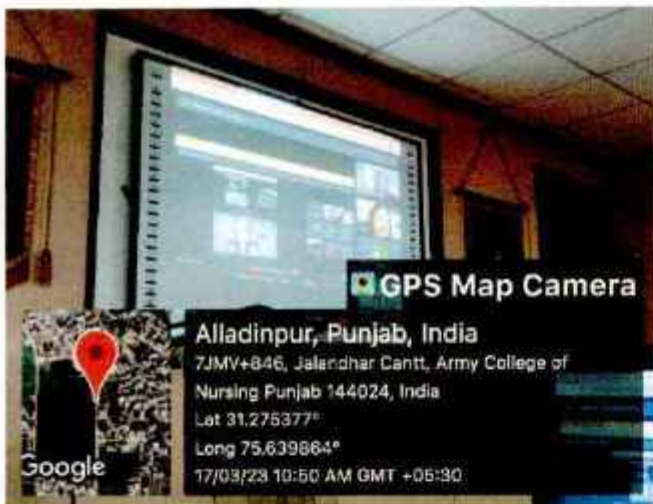 GPS Map Camera
Alladinpur, Punjab, India
7JMV+846, Jalandhar Cantt, Army College of
Nursing Punjab 144024, India
Lat 31.275377°
Long 75.639864°
17/03/23 10:50 AM GMT +05:30
Google